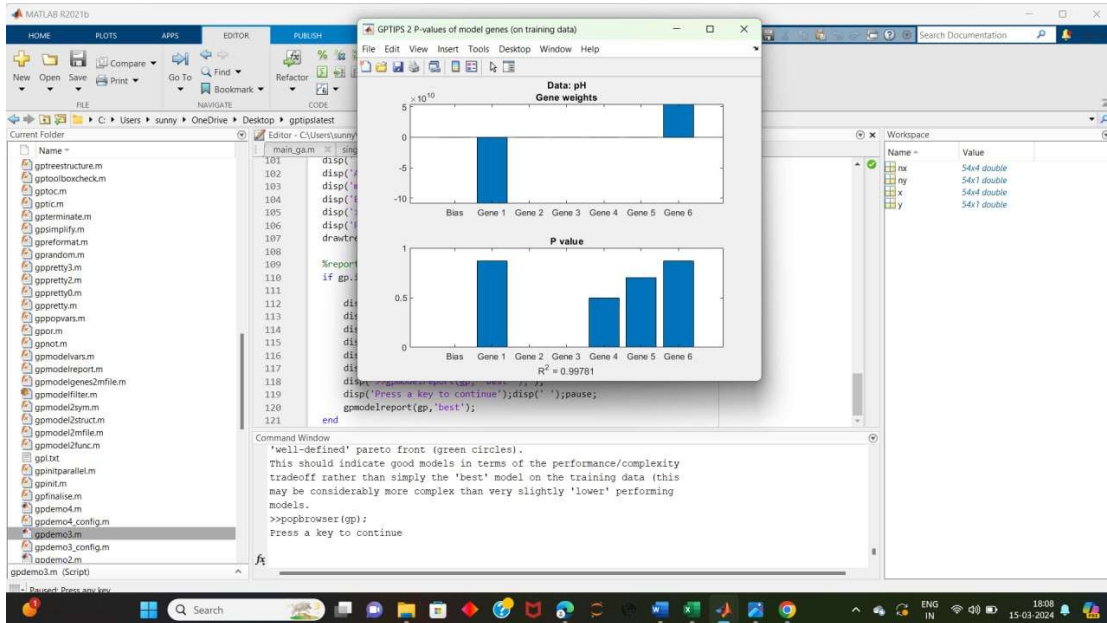 MATLAB R2021b
HOME PLOTS APPS EDITOR PUBLISH
Search Documentation
New Open Save Compare Print Go To Find Bookmark Refactor
FILE NAVIGATE CODE
C: Users sunny OneDrive Desktop gptipslatest
Current Folder
Name
gptreestructure.m
gptoolboxcheck.m
gptoc.m
gptic.m
gpterminate.m
gpsimplify.m
gpreformat.m
gprandom.m
gppretty3.m
gppretty2.m
gppretty0.m
gppretty.m
gppopvars.m
gpor.m
gpnot.m
gpmodelvars.m
gpmodelreport.m
gpmodelgenes2mfile.m
gpmodelfilter.m
gpmodel2sym.m
gpmodel2struct.m
gpmodel2mfile.m
gpmodel2func.m
gpl.txt
gpinitparallel.m
gpinit.m
gpfinalise.m
gpdemo4.m
gpdemo4_config.m
gpdemo3.m
gpdemo3_config.m
gpdemo2.m
gpdemo3.m (Script)
Paused: Press any key
Editor - C:\Users\sunny
main_ga.m
101 disp('
102 disp('
103 disp('
104 disp('
105 disp('
106 disp('
107 drawtre
108
109 %report
110 if gp.
111
112
113
114
115
116
117
118
119 disp('Press a key to continue');disp(' ');pause;
120 gpmodelreport(gp,'best');
121 end
GPTIPS 2 P-values of model genes (on training data)
File Edit View Insert Tools Desktop Window Help
Data: pH
Gene weights
×10^10
5
0
-5
-10
Bias Gene 1 Gene 2 Gene 3 Gene 4 Gene 5 Gene 6
P value
1
0.5
0
Bias Gene 1 Gene 2 Gene 3 Gene 4 Gene 5 Gene 6
R² = 0.99781
Command Window
'well-defined' pareto front (green circles).
This should indicate good models in terms of the performance/complexity
tradeoff rather than simply the 'best' model on the training data (this
may be considerably more complex than very slightly 'lower' performing
models.
>>popbrowser(gp);
Press a key to continue
fx
Workspace
Name Value
nx 54x4 double
ny 54x1 double
x 54x4 double
y 54x1 double
Search
ENG
IN
18:08
15-03-2024